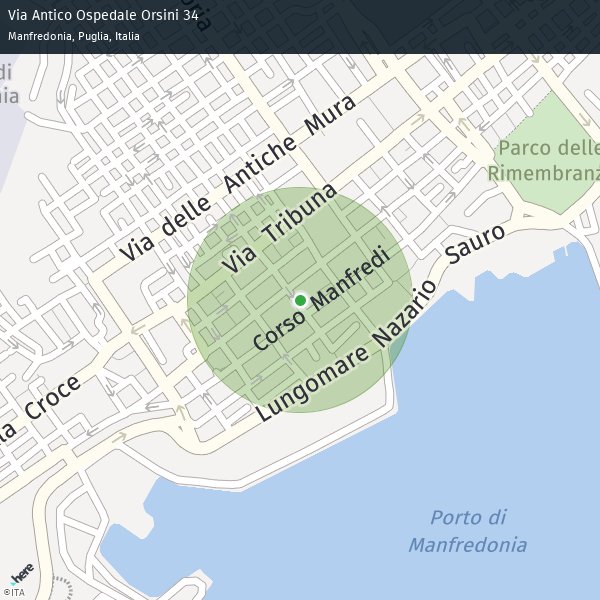 Via Antico Ospedale Orsini 34
Manfredonia, Puglia, Italia
di
nia
Via delle Antiche Mura
Parco delle
Rimembranz
Via Tribuna
Sauro
Corso Manfredi
Lungomare Nazario
la Croce
Porto di
Manfredonia
here
©ITA